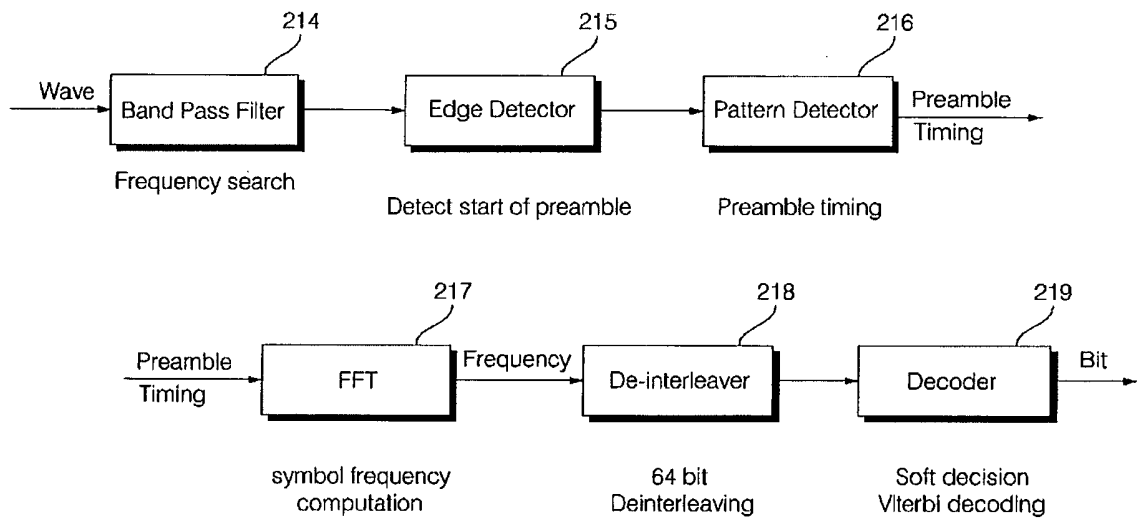 214
215
216
Wave
Band Pass Filter
Edge Detector
Pattern Detector
Preamble
Timing
Frequency search
Detect start of preamble
Preamble timing
217
218
219
Preamble
Timing
FFT
Frequency
De-interleaver
Decoder
Bit
symbol frequency
computation
64 bit
Deinterleaving
Soft decision
Viterbi decoding